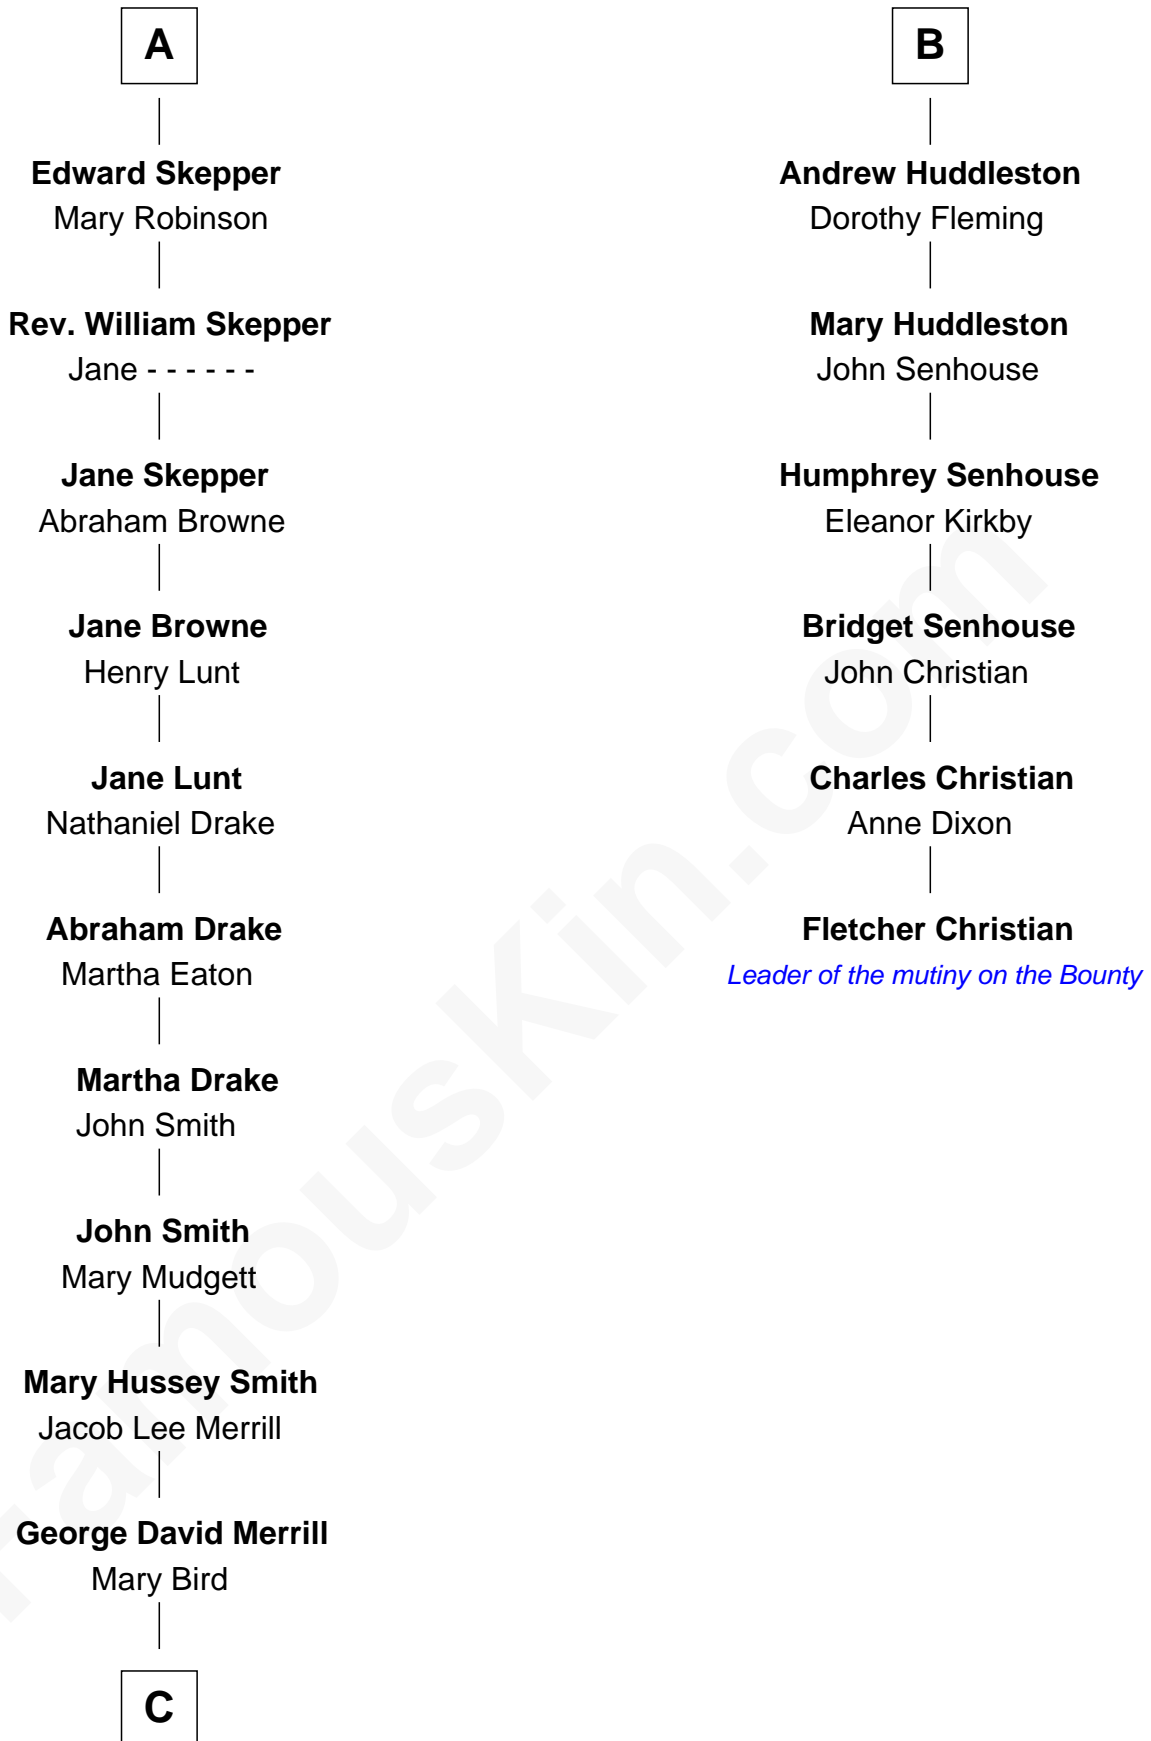 A
Edward Skepper
Mary Robinson
Rev. William Skepper
Jane - - - - - -
Jane Skepper
Abraham Browne
Jane Browne
Henry Lunt
Jane Lunt
Nathaniel Drake
Abraham Drake
Martha Eaton
Martha Drake
John Smith
John Smith
Mary Mudgett
Mary Hussey Smith
Jacob Lee Merrill
George David Merrill
Mary Bird
C
B
Andrew Huddleston
Dorothy Fleming
Mary Huddleston
John Senhouse
Humphrey Senhouse
Eleanor Kirkby
Bridget Senhouse
John Christian
Charles Christian
Anne Dixon
Fletcher Christian
Leader of the mutiny on the Bounty
FamousKin.com